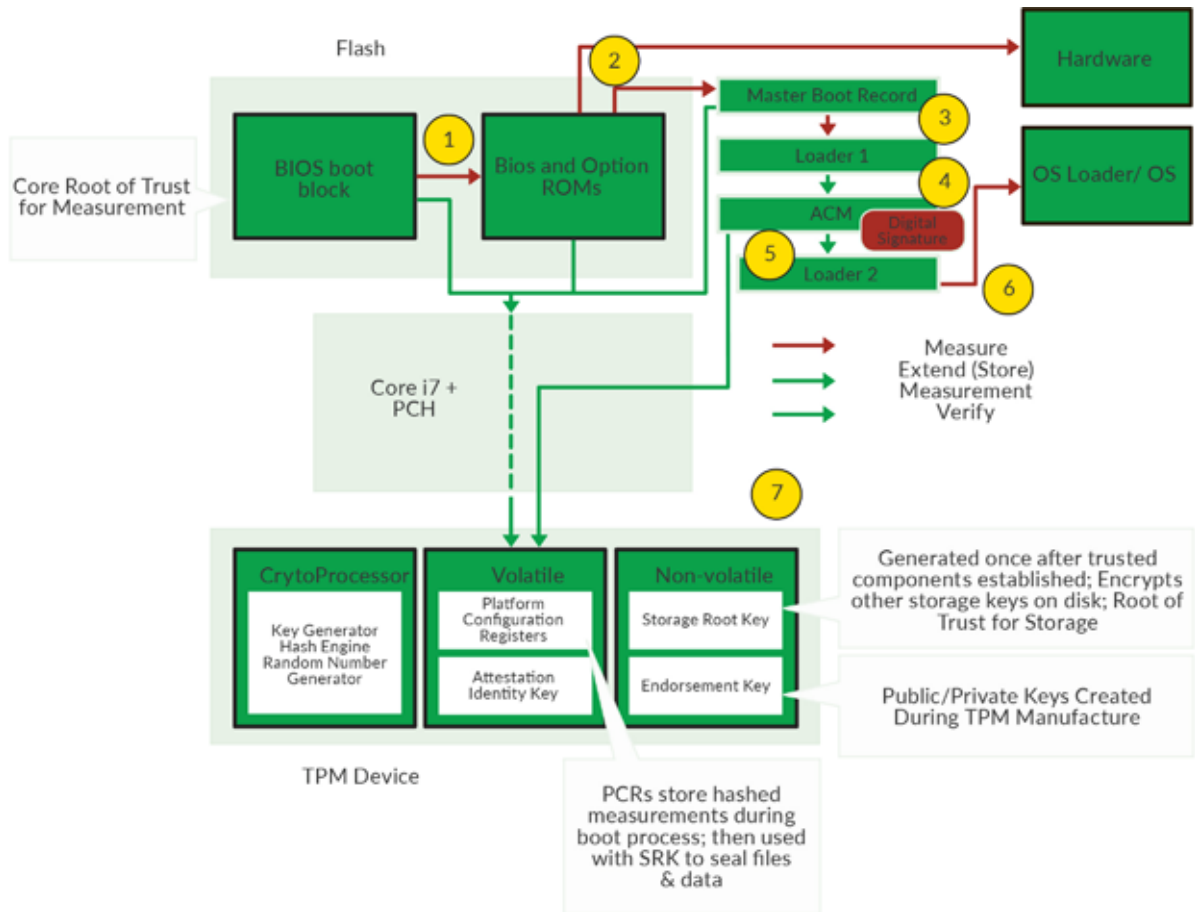 Flash
2
Hardware
Master Boot Record
3
1
BIOS boot
block
Bios and Option
ROMs
Loader 1
Core Root of Trust
for Measurement
4
OS Loader/ OS
ACM
Digital
Signature
5
Loader 2
6
Measure
Extend (Store)
Measurement
Verify
Core i7 +
PCH
7
CrytoProcessor
Key Generator
Hash Engine
Random Number
Generator
Volatile
Platform
Configuration
Registers
Attestation
Identity Key
Non-volatile
Storage Root Key
Endorsement Key
Generated once after trusted
components established; Encrypts
other storage keys on disk; Root of
Trust for Storage
Public/Private Keys Created
During TPM Manufacture
TPM Device
PCRs store hashed
measurements during
boot process; then used
with SRK to seal files
& data